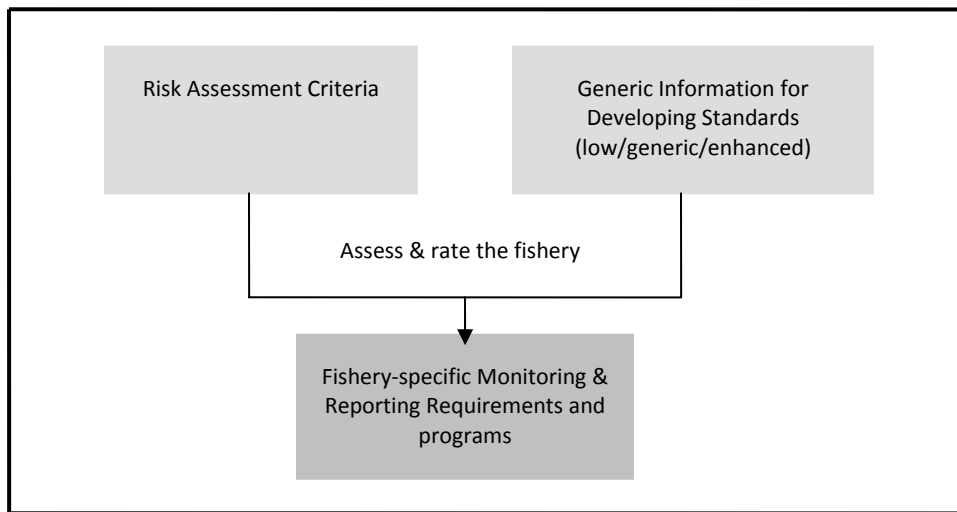 Risk Assessment Criteria
Generic Information for
Developing Standards
(low/generic/enhanced)
Assess & rate the fishery
Fishery-specific Monitoring &
Reporting Requirements and
programs